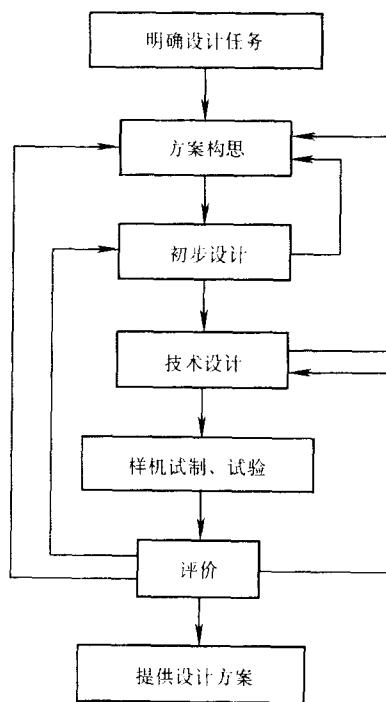 明确设计任务
方案构思
初步设计
技术设计
样机试制、试验
评价
提供设计方案